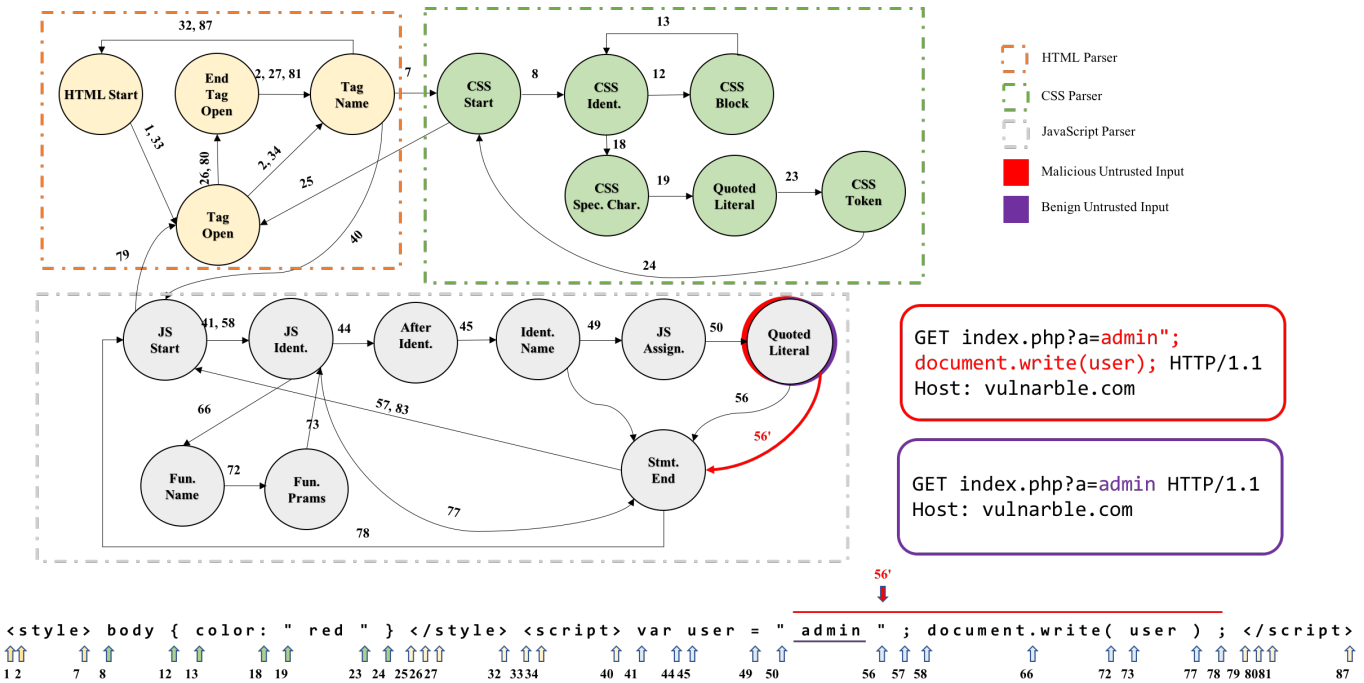 32, 87
HTML Start
End
Tag
Open
2, 27, 81
Tag
Name
1, 33
26, 80
2, 34
Tag
Open
79
40
7
CSS
Start
8
CSS
Ident.
12
CSS
Block
13
18
CSS
Spec. Char.
19
Quoted
Literal
23
CSS
Token
25
24
HTML Parser
CSS Parser
JavaScript Parser
Malicious Untrusted Input
Benign Untrusted Input
JS
Start
41, 58
JS
Ident.
44
After
Ident.
45
Ident.
Name
49
JS
Assign.
50
Quoted
Literal
66
73
57, 83
56
56'
Fun.
Name
72
Fun.
Prams
77
Stmt.
End
78
GET index.php?a=admin";
document.write(user); HTTP/1.1
Host: vulnarble.com
GET index.php?a=admin HTTP/1.1
Host: vulnarble.com
56'
<style> body { color: " red " } </style> <script> var user = " admin " ; document.write( user ) ; </script>
1 2 7 8 12 13 18 19 23 24 25 26 27 32 33 34 40 41 44 45 49 50 56 57 58 66 72 73 77 78 79 80 81 87